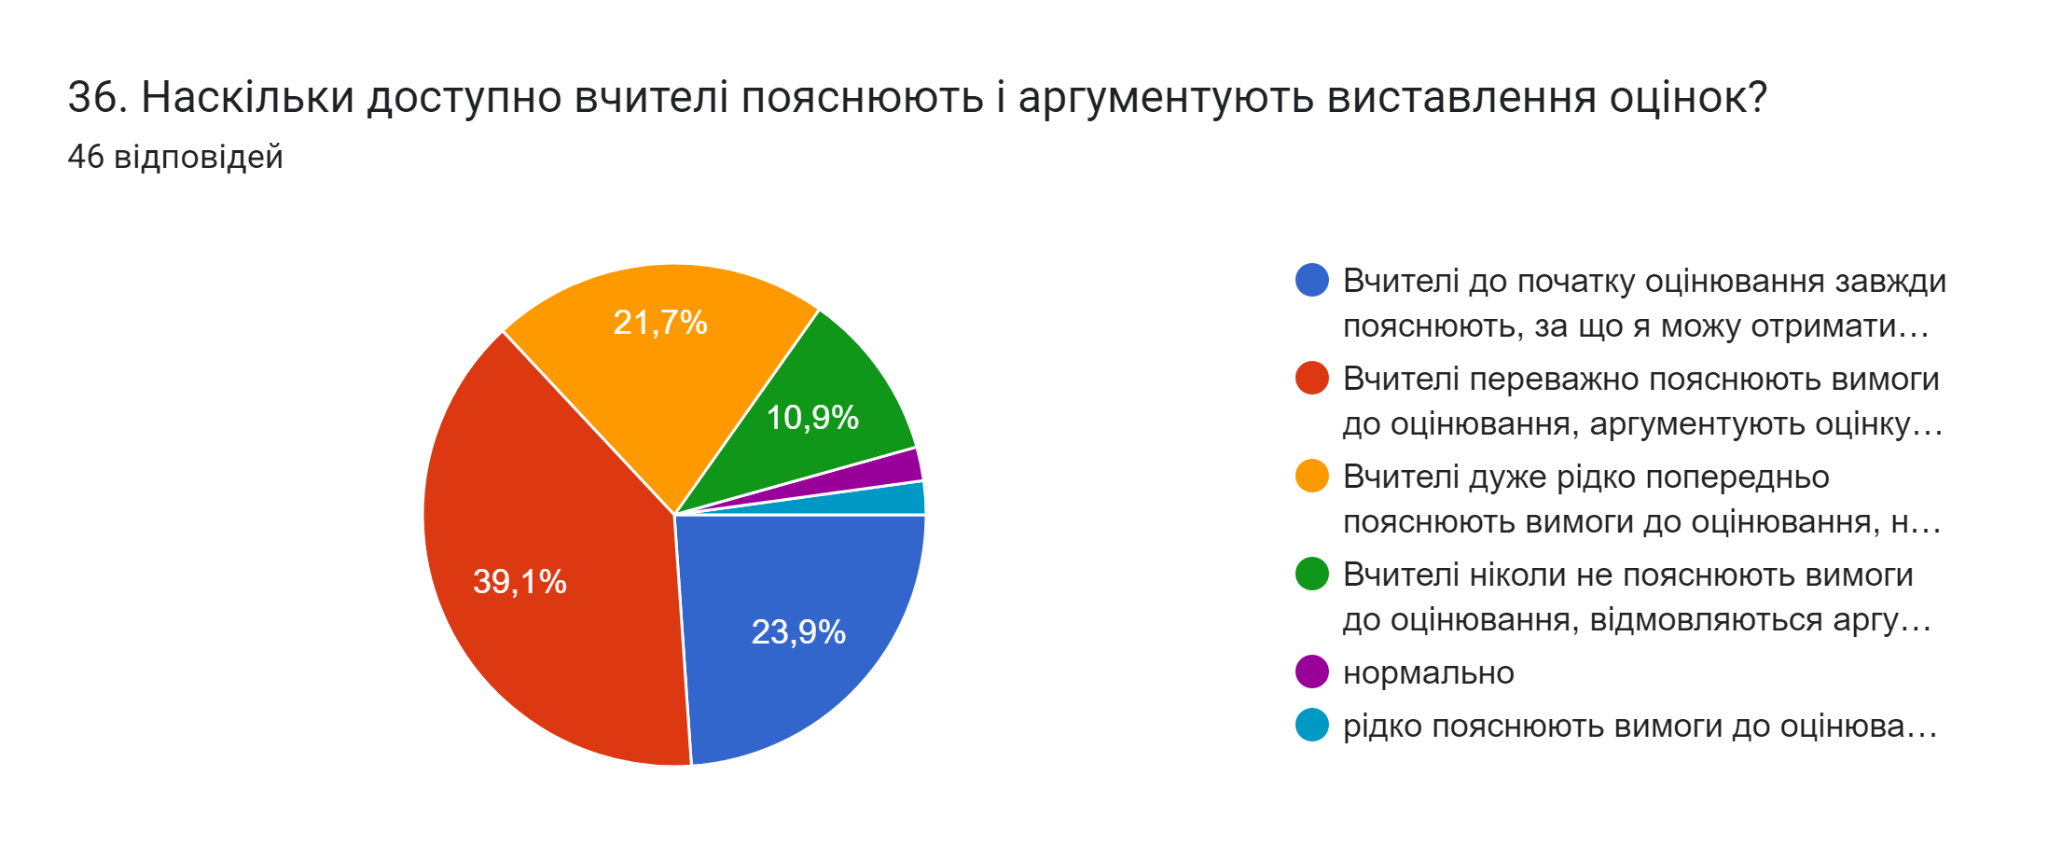 36. Наскільки доступно вчителі пояснюють і аргументують виставлення оцінок?
46 відповідей
21,7%
10,9%
39,1%
23,9%
Вчителі до початку оцінювання завжди
пояснюють, за що я можу отримати…
Вчителі переважно пояснюють вимоги
до оцінювання, аргументують оцінку…
Вчителі дуже рідко попередньо
пояснюють вимоги до оцінювання, н…
Вчителі ніколи не пояснюють вимоги
до оцінювання, відмовляються аргу…
нормально
рідко пояснюють вимоги до оцінюва…